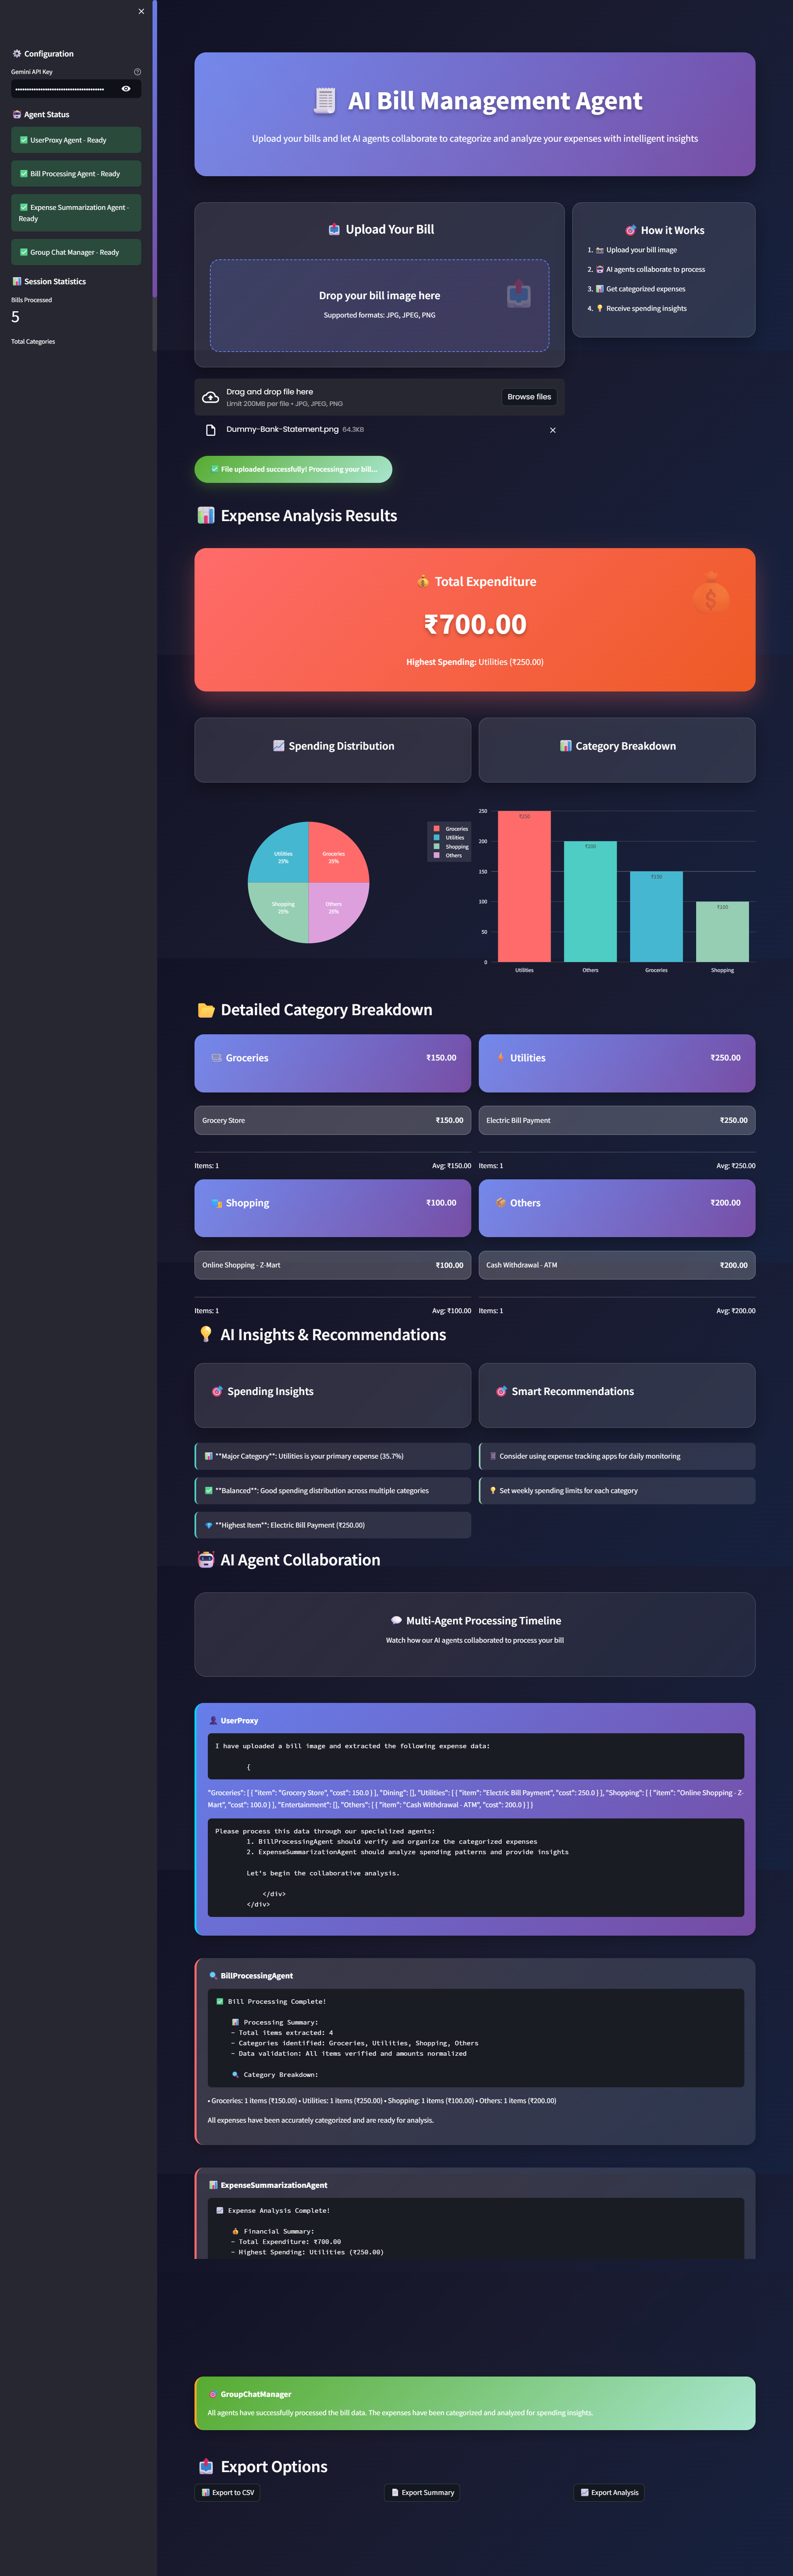 Configuration
Gemini API Key
Agent Status
UserProxy Agent - Ready
Bill Processing Agent - Ready
Expense Summarization Agent -
Ready
Group Chat Manager - Ready
Session Statistics
Bills Processed
5
Total Categories
AI Bill Management Agent
Upload your bills and let AI agents collaborate to categorize and analyze your expenses with intelligent insights
Upload Your Bill
Drop your bill image here
Supported formats: JPG, JPEG, PNG
How it Works
1. Upload your bill image
2. AI agents collaborate to process
3. Get categorized expenses
4. Receive spending insights
Drag and drop file here
Limit 200MB per file • JPG, JPEG, PNG
Browse files
Dummy-Bank-Statement.png 64.3KB
File uploaded successfully! Processing your bill...
Expense Analysis Results
Total Expenditure
₹700.00
Highest Spending: Utilities (₹250.00)
Spending Distribution
Category Breakdown
Utilities
25%
Groceries
25%
Shopping
25%
Others
25%
Groceries
Utilities
Shopping
Others
250
200
150
100
50
0
₹250
₹200
₹150
₹100
Utilities
Others
Groceries
Shopping
Detailed Category Breakdown
Groceries ₹150.00
Utilities ₹250.00
Grocery Store ₹150.00
Electric Bill Payment ₹250.00
Items: 1 Avg: ₹150.00
Items: 1 Avg: ₹250.00
Shopping ₹100.00
Others ₹200.00
Online Shopping - Z-Mart ₹100.00
Cash Withdrawal - ATM ₹200.00
Items: 1 Avg: ₹100.00
Items: 1 Avg: ₹200.00
AI Insights & Recommendations
Spending Insights
Smart Recommendations
**Major Category**: Utilities is your primary expense (35.7%)
Consider using expense tracking apps for daily monitoring
**Balanced**: Good spending distribution across multiple categories
Set weekly spending limits for each category
**Highest Item**: Electric Bill Payment (₹250.00)
AI Agent Collaboration
Multi-Agent Processing Timeline
Watch how our AI agents collaborated to process your bill
UserProxy
I have uploaded a bill image and extracted the following expense data:
{
"Groceries": [ { "item": "Grocery Store", "cost": 150.0 } ], "Dining": [], "Utilities": [ { "item": "Electric Bill Payment", "cost": 250.0 } ], "Shopping": [ { "item": "Online Shopping - Z-
Mart", "cost": 100.0 } ], "Entertainment": [], "Others": [ { "item": "Cash Withdrawal - ATM", "cost": 200.0 } ] }
Please process this data through our specialized agents:
1. BillProcessingAgent should verify and organize the categorized expenses
2. ExpenseSummarizationAgent should analyze spending patterns and provide insights
Let's begin the collaborative analysis.
</div>
</div>
BillProcessingAgent
Bill Processing Complete!
Processing Summary:
- Total items extracted: 4
- Categories identified: Groceries, Utilities, Shopping, Others
- Data validation: All items verified and amounts normalized
Category Breakdown:
• Groceries: 1 items (₹150.00) • Utilities: 1 items (₹250.00) • Shopping: 1 items (₹100.00) • Others: 1 items (₹200.00)
All expenses have been accurately categorized and are ready for analysis.
ExpenseSummarizationAgent
Expense Analysis Complete!
Financial Summary:
- Total Expenditure: ₹700.00
- Highest Spending: Utilities (₹250.00)
GroupChatManager
All agents have successfully processed the bill data. The expenses have been categorized and analyzed for spending insights.
Export Options
Export to CSV
Export Summary
Export Analysis